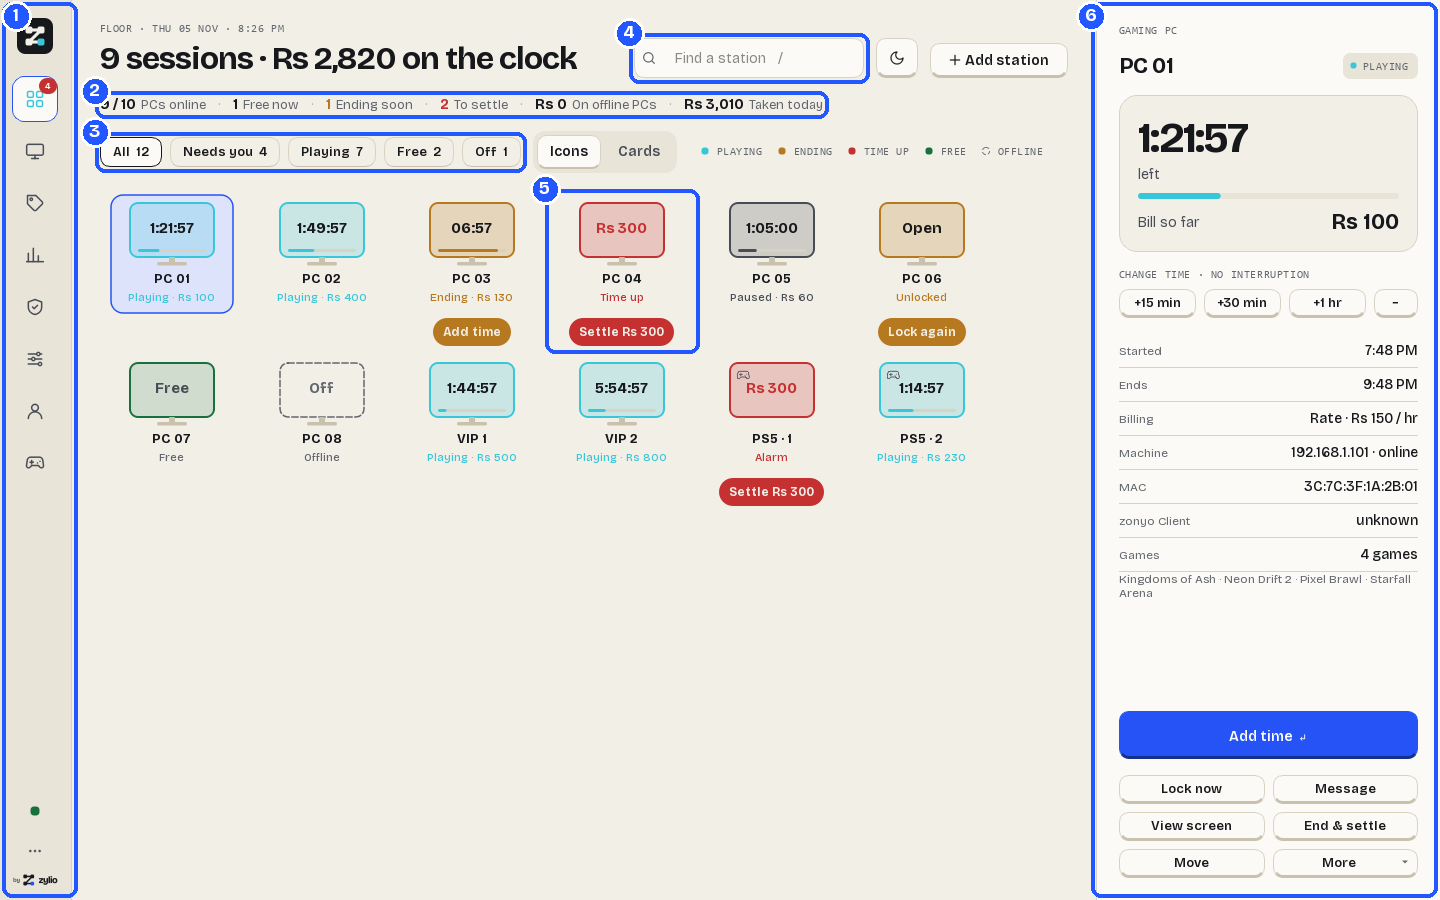 1
4
FLOOR · THU 05 NOV · 8:26 PM
9 sessions · Rs 2,820 on the clock
4
Find a station /
+ Add station
2
9 / 10 PCs online · 1 Free now · 1 Ending soon · 2 To settle · Rs 0 On offline PCs · Rs 3,010 Taken today
3
All 12
Needs you 4
Playing 7
Free 2
Off 1
Icons
Cards
PLAYING
ENDING
TIME UP
FREE
OFFLINE
5
1:21:57
PC 01
Playing · Rs 100
1:49:57
PC 02
Playing · Rs 400
06:57
PC 03
Ending · Rs 130
Add time
Rs 300
PC 04
Time up
Settle Rs 300
1:05:00
PC 05
Paused · Rs 60
Open
PC 06
Unlocked
Lock again
Free
PC 07
Free
Off
PC 08
Offline
1:44:57
VIP 1
Playing · Rs 500
5:54:57
VIP 2
Playing · Rs 800
Rs 300
PS5 · 1
Alarm
Settle Rs 300
1:14:57
PS5 · 2
Playing · Rs 230
by zylio
6
GAMING PC
PC 01
PLAYING
1:21:57
left
Bill so far Rs 100
CHANGE TIME · NO INTERRUPTION
+15 min
+30 min
+1 hr
−
Started 7:48 PM
Ends 9:48 PM
Billing Rate · Rs 150 / hr
Machine 192.168.1.101 · online
MAC 3C:7C:3F:1A:2B:01
zonyo Client unknown
Games 4 games
Kingdoms of Ash · Neon Drift 2 · Pixel Brawl · Starfall
Arena
Add time ↲
Lock now
Message
View screen
End & settle
Move
More